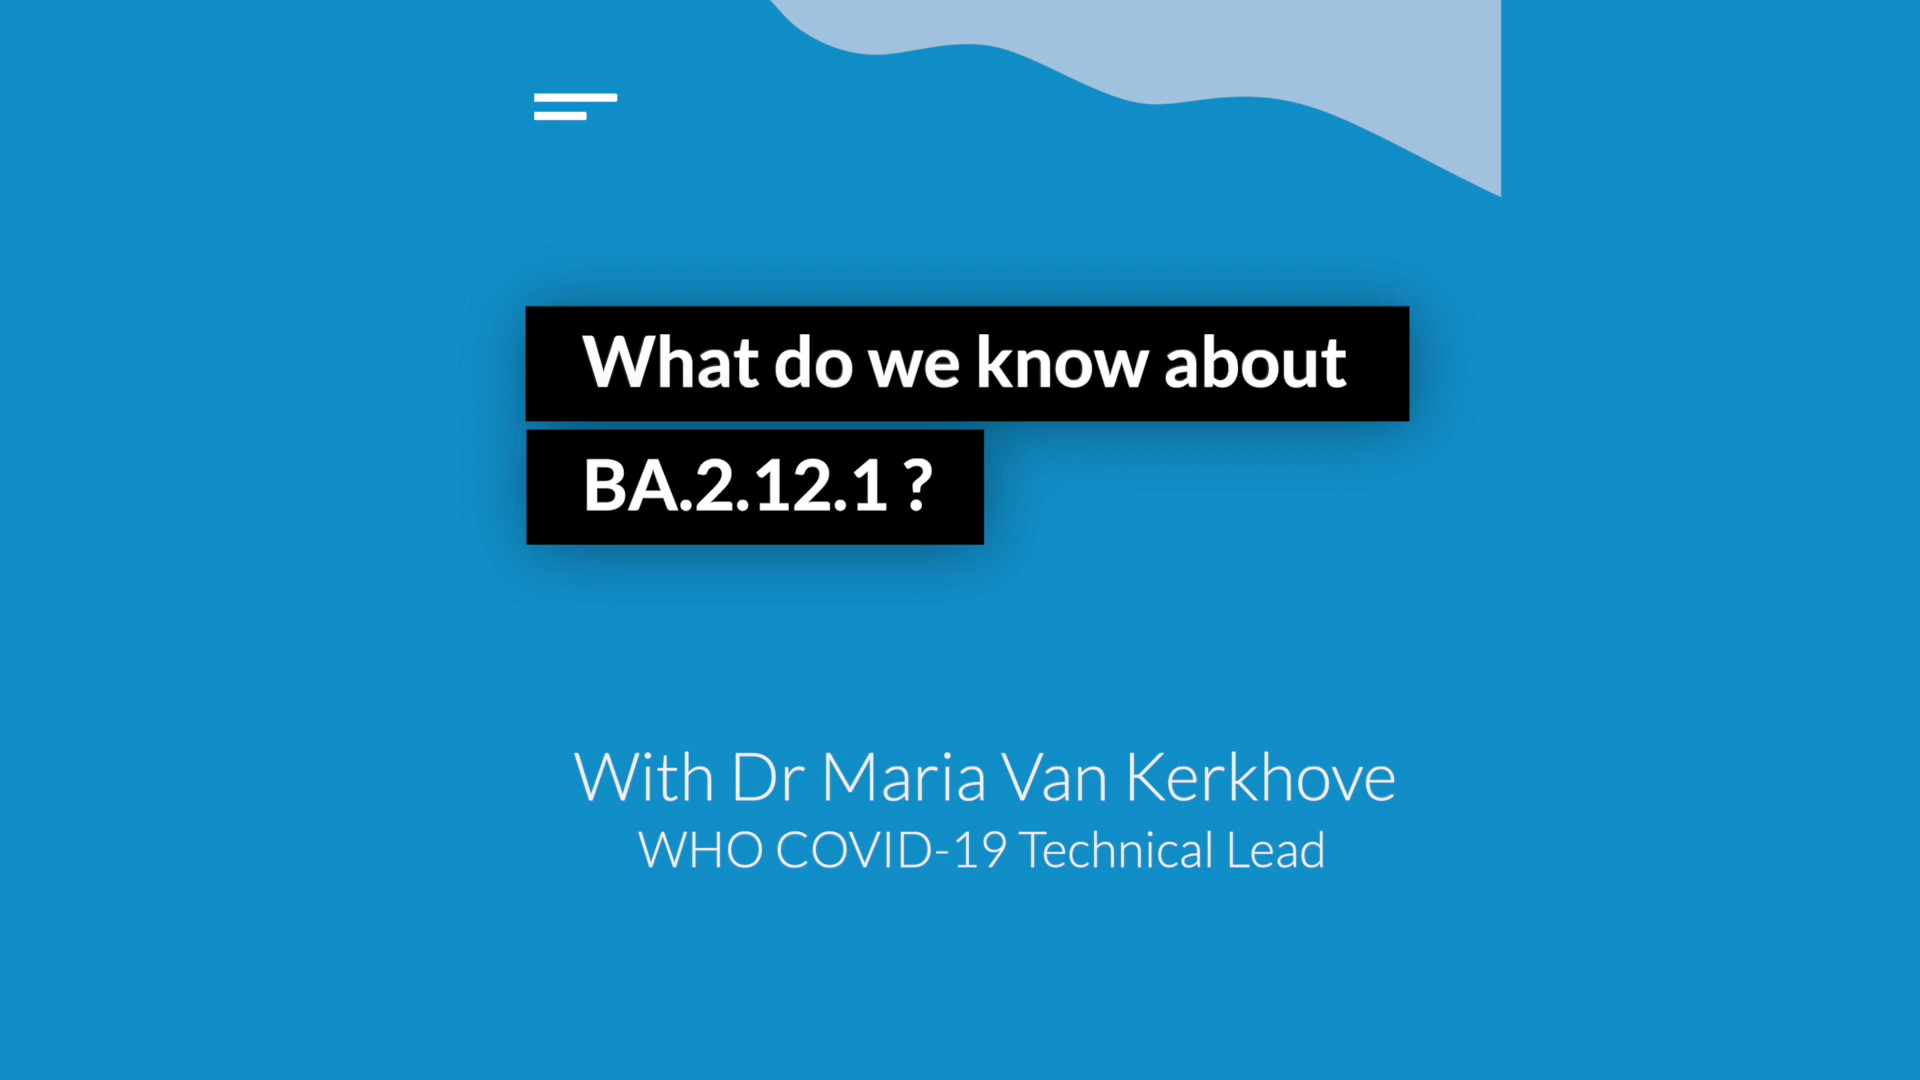 What do we know about
BA.2.12.1 ?
With Dr Maria Van Kerkhove
WHO COVID-19 Technical Lead